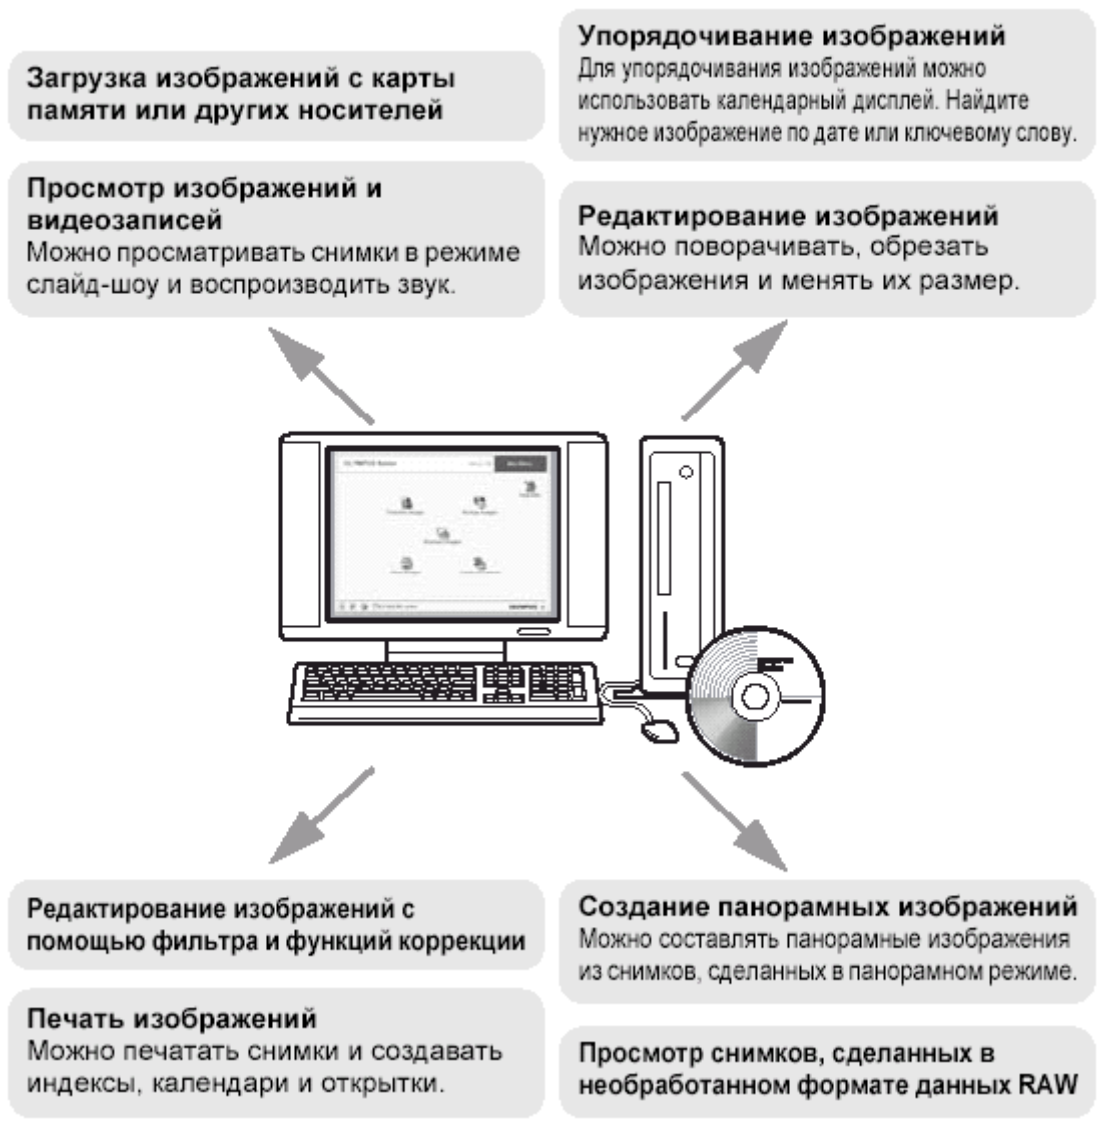 Загрузка изображений с карты
памяти или других носителей
Просмотр изображений и
видеозаписей
Можно просматривать снимки в режиме
слайд-шоу и воспроизводить звук.
Упорядочивание изображений
Для упорядочивания изображений можно
использовать календарный дисплей. Найдите
нужное изображение по дате или ключевому слову.
Редактирование изображений
Можно поворачивать, обрезать
изображения и менять их размер.
Редактирование изображений с
помощью фильтра и функций коррекции
Печать изображений
Можно печатать снимки и создавать
индексы, календари и открытки.
Создание панорамных изображений
Можно составлять панорамные изображения
из снимков, сделанных в панорамном режиме.
Просмотр снимков, сделанных в
необработанном формате данных RAW